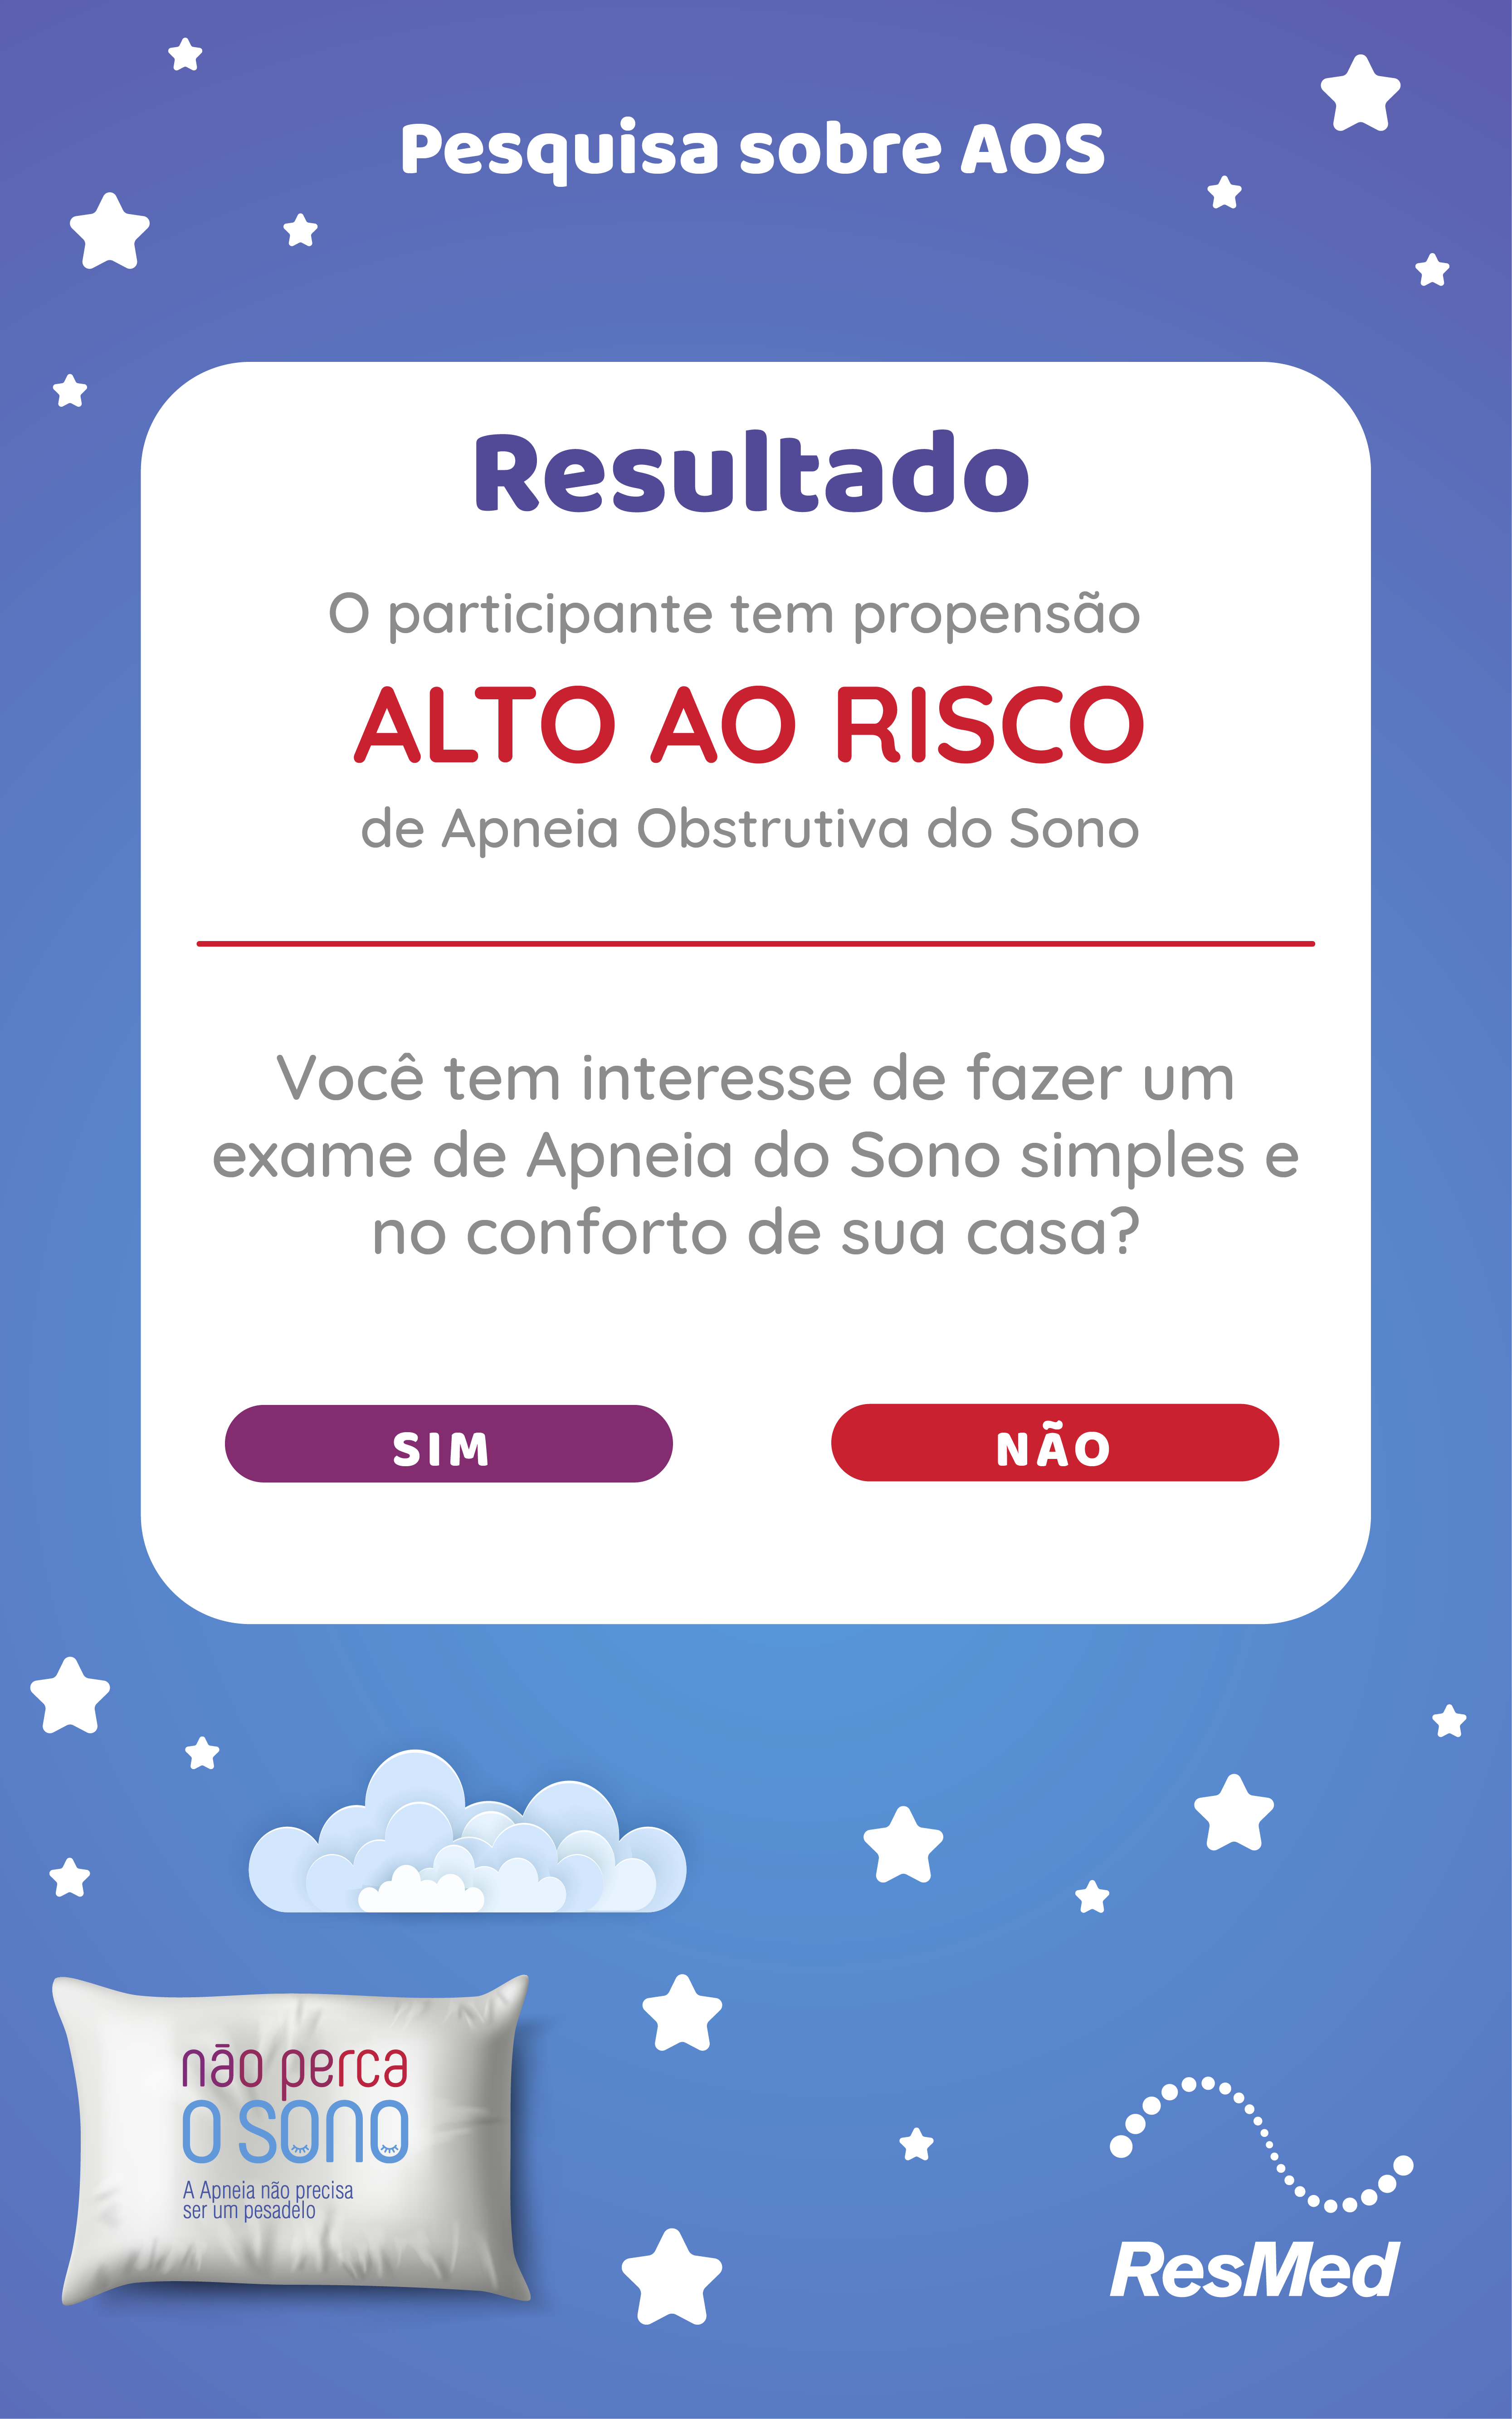 Pesquisa sobre AOS
Resultado
O participante tem propensão
ALTO AO RISCO
de Apneia Obstrutiva do Sono
Você tem interesse de fazer um
exame de Apneia do Sono simples e
no conforto de sua casa?
SIM
NÃO
não perca
o sono
A Apneia não precisa
ser um pesadelo
ResMed